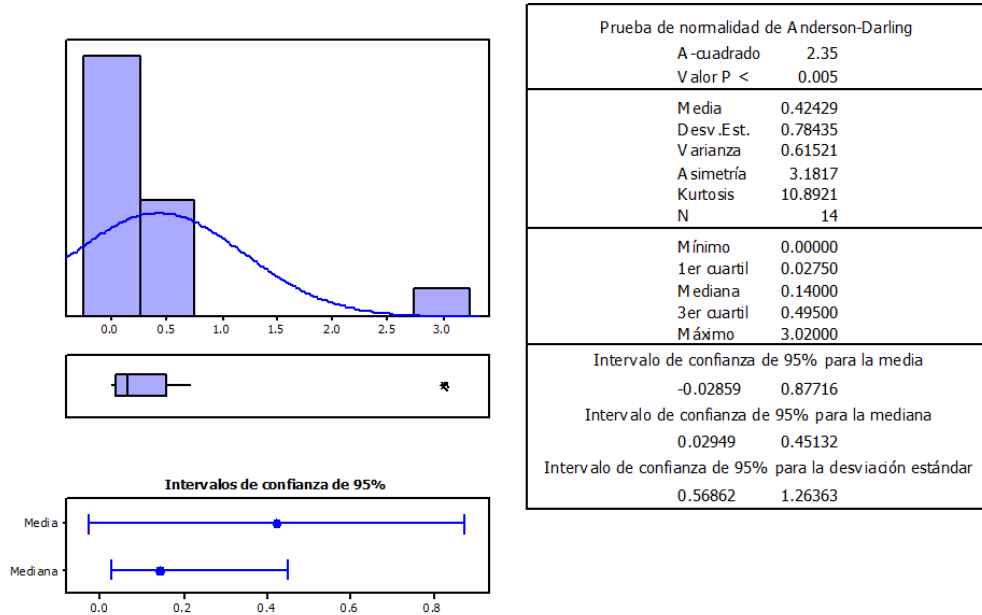 0.0 0.5 1.0 1.5 2.0 2.5 3.0
Intervalos de confianza de 95%
Media
Mediana
0.0 0.2 0.4 0.6 0.8
Prueba de normalidad de Anderson-Darling
A-cuadrado 2.35
Valor P < 0.005
Media 0.42429
Desv.Est. 0.78435
Varianza 0.61521
Asimetría 3.1817
Kurtosis 10.8921
N 14
Mínimo 0.00000
1er cuartil 0.02750
Mediana 0.14000
3er cuartil 0.49500
Máximo 3.02000
Intervalo de confianza de 95% para la media
-0.02859 0.87716
Intervalo de confianza de 95% para la mediana
0.02949 0.45132
Intervalo de confianza de 95% para la desviación estándar
0.56862 1.26363